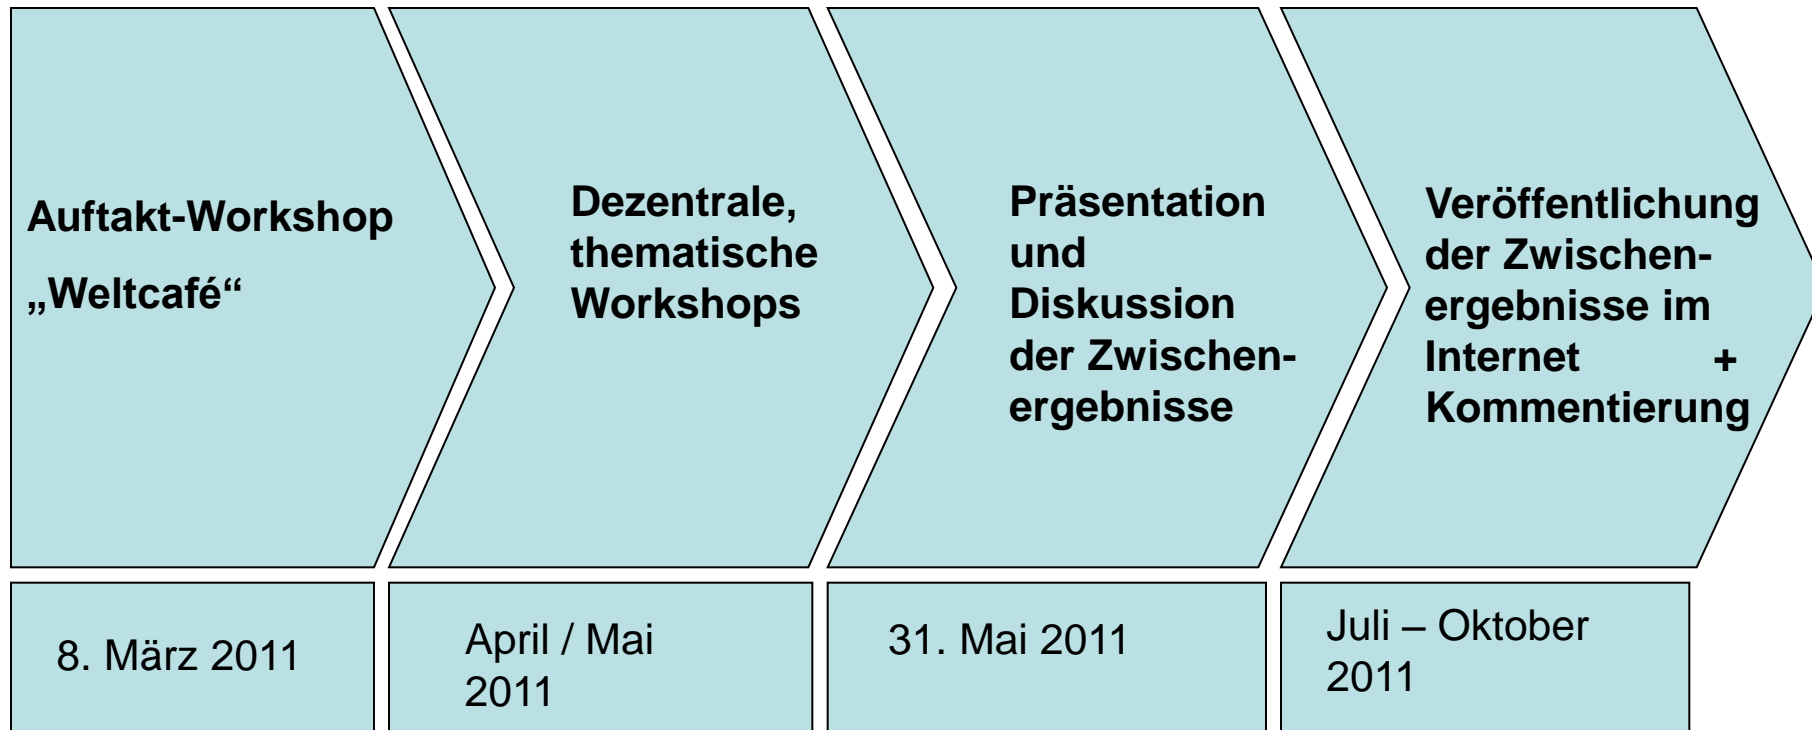 Auftakt-Workshop
„Weltcafé“
Dezentrale,
thematische
Workshops
Präsentation
und
Diskussion
der Zwischen-
ergebnisse
Veröffentlichung
der Zwischen-
ergebnisse im
Internet +
Kommentierung
8. März 2011
April / Mai
2011
31. Mai 2011
Juli – Oktober
2011